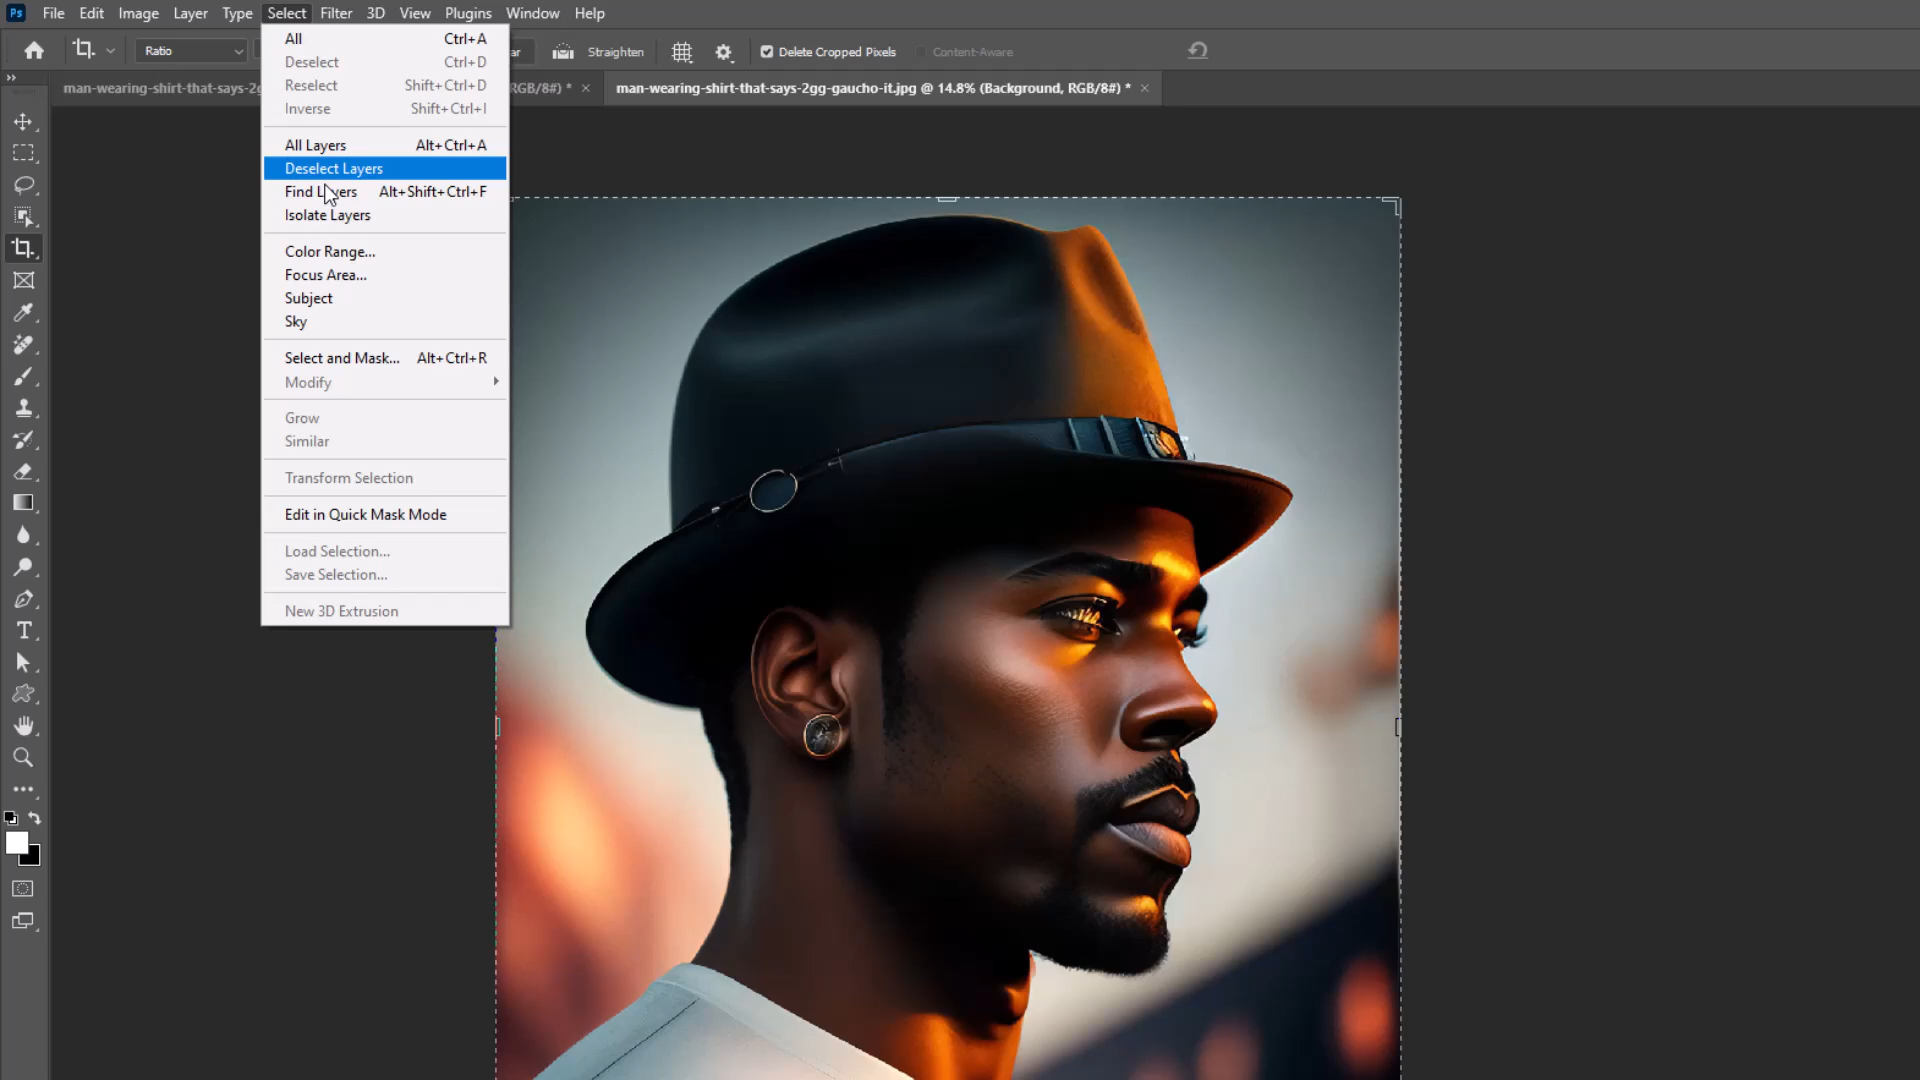 Ps File Edit Image Layer Type Select Filter 3D View Plugins Window Help
Ratio ar Straighten Delete Cropped Pixels Content-Aware
man-wearing-shirt-that-says-2g RGB/8#) * × man-wearing-shirt-that-says-2gg-gaucho-it.jpg @ 14.8% (Background, RGB/8#) * ×
All Ctrl+A
Deselect Ctrl+D
Reselect Shift+Ctrl+D
Inverse Shift+Ctrl+I
All Layers Alt+Ctrl+A
Deselect Layers
Find Layers Alt+Shift+Ctrl+F
Isolate Layers
Color Range...
Focus Area...
Subject
Sky
Select and Mask... Alt+Ctrl+R
Modify
Grow
Similar
Transform Selection
Edit in Quick Mask Mode
Load Selection...
Save Selection...
New 3D Extrusion